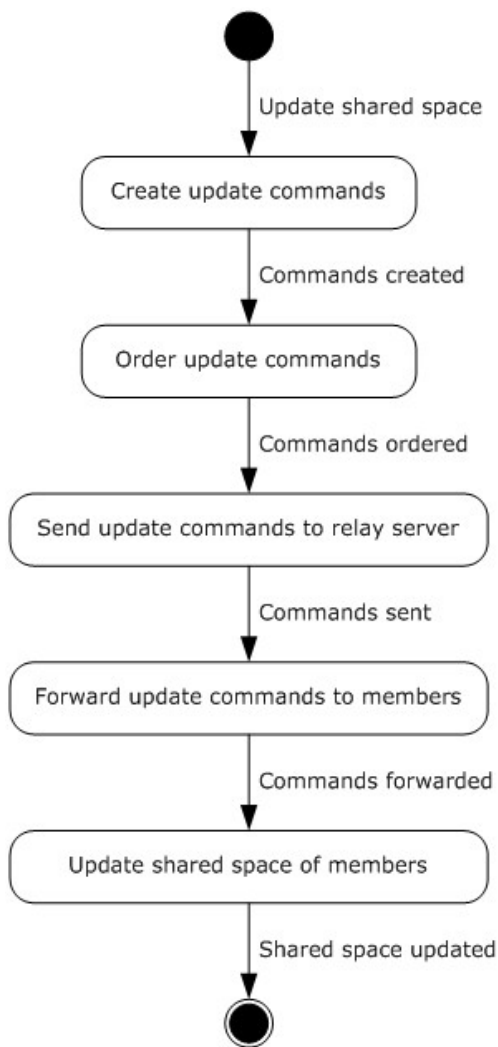 Update shared space
Create update commands
Commands created
Order update commands
Commands ordered
Send update commands to relay server
Commands sent
Forward update commands to members
Commands forwarded
Update shared space of members
Shared space updated